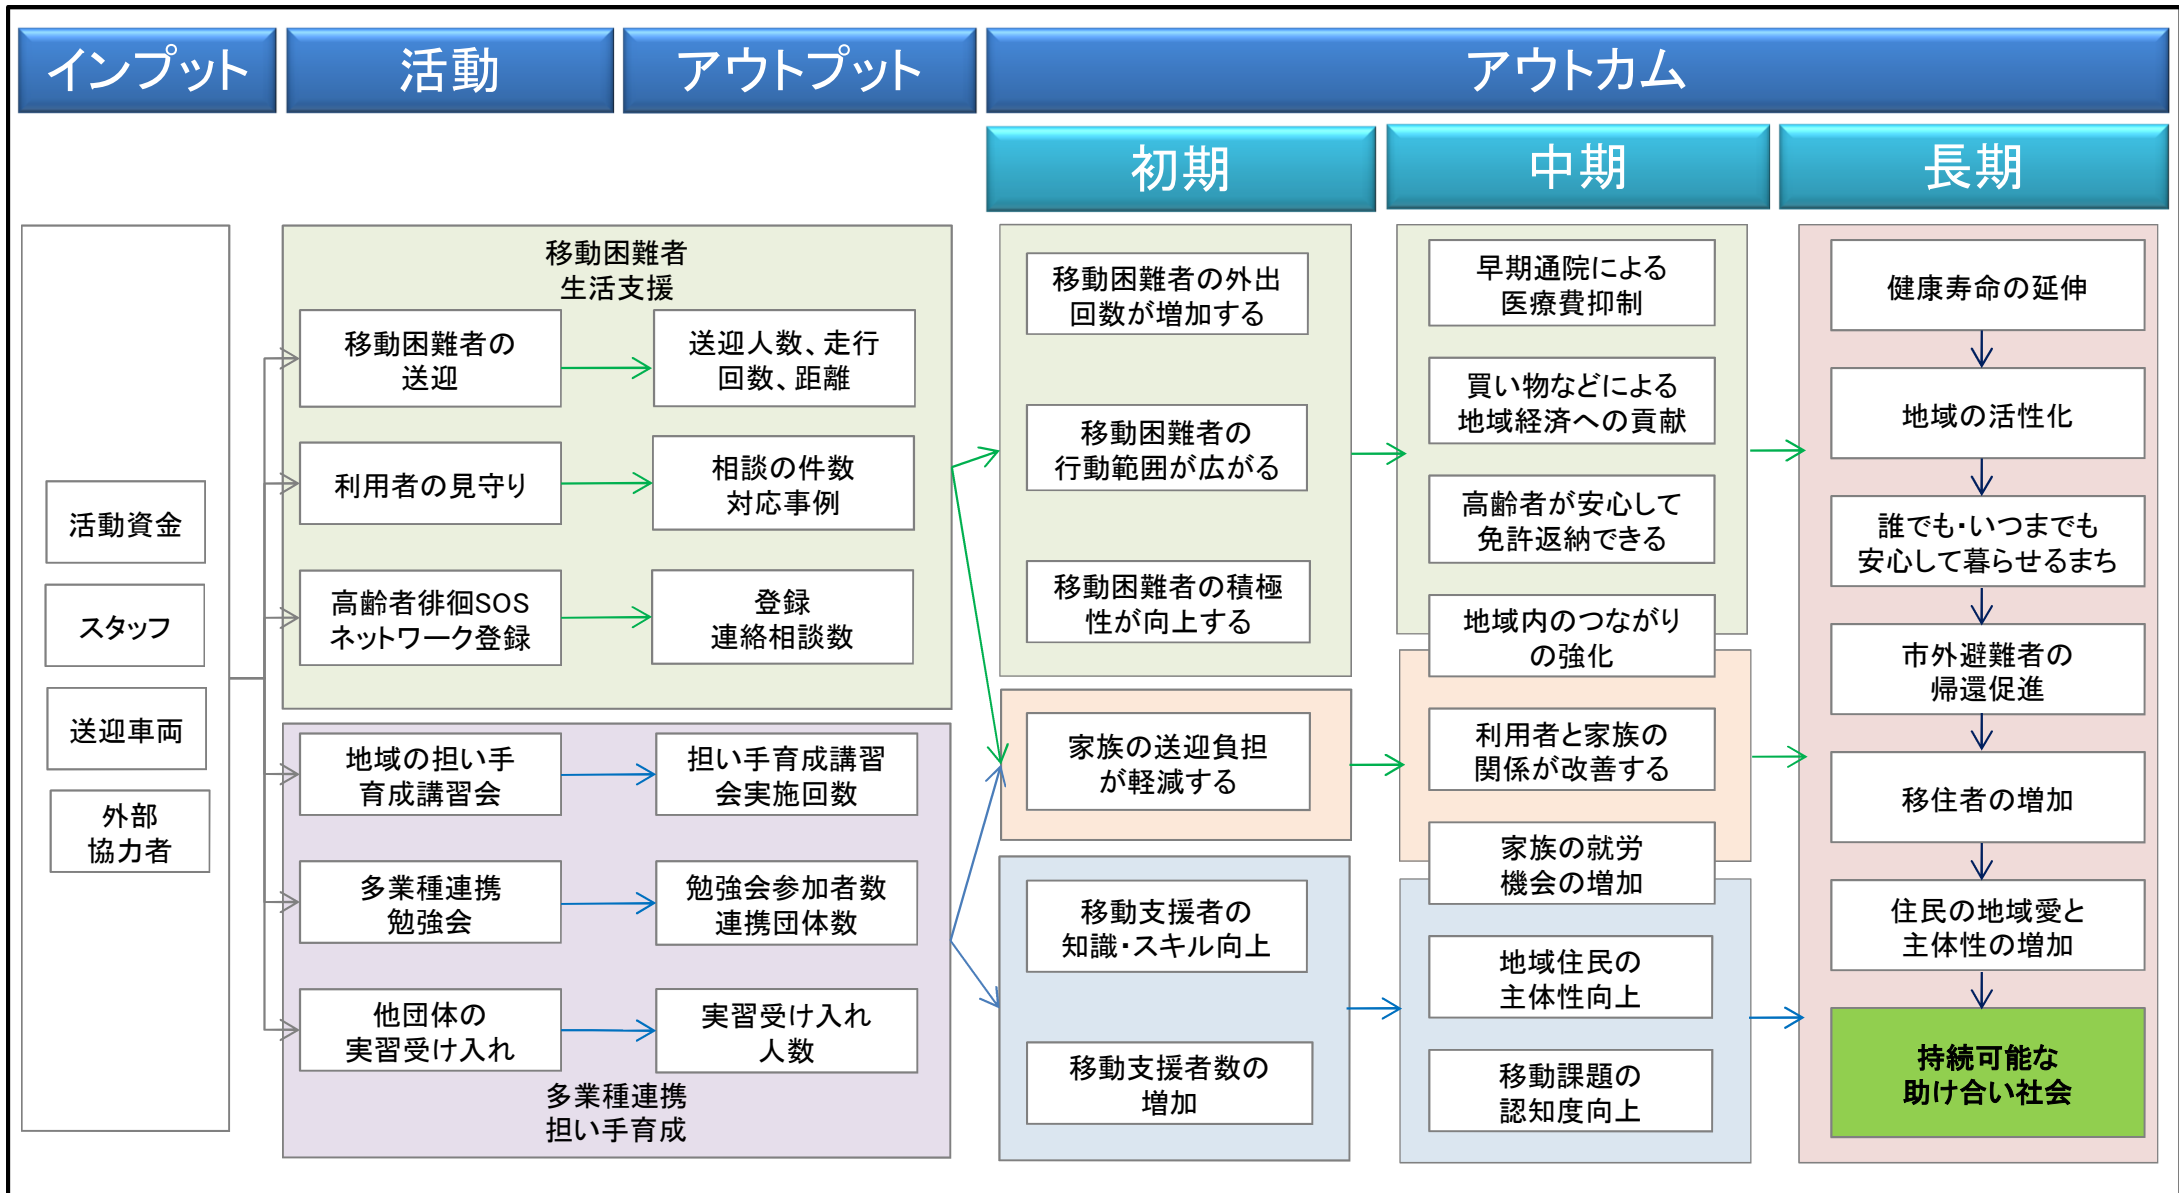 インプット
活動
アウトプット
アウトカム
初期
中期
長期
活動資金
スタッフ
送迎車両
外部
協力者
移動困難者
生活支援
移動困難者の
送迎
送迎人数、走行
回数、距離
利用者の見守り
相談の件数
対応事例
高齢者徘徊SOS
ネットワーク登録
登録
連絡相談数
地域の担い手
育成講習会
担い手育成講習
会実施回数
多業種連携
勉強会
勉強会参加者数
連携団体数
他団体の
実習受け入れ
実習受け入れ
人数
多業種連携
担い手育成
移動困難者の外出
回数が増加する
移動困難者の
行動範囲が広がる
移動困難者の積極
性が向上する
家族の送迎負担
が軽減する
移動支援者の
知識・スキル向上
移動支援者数の
増加
早期通院による
医療費抑制
買い物などによる
地域経済への貢献
高齢者が安心して
免許返納できる
地域内のつながり
の強化
利用者と家族の
関係が改善する
家族の就労
機会の増加
地域住民の
主体性向上
移動課題の
認知度向上
健康寿命の延伸
地域の活性化
誰でも・いつまでも
安心して暮らせるまち
市外避難者の
帰還促進
移住者の増加
住民の地域愛と
主体性の増加
持続可能な
助け合い社会